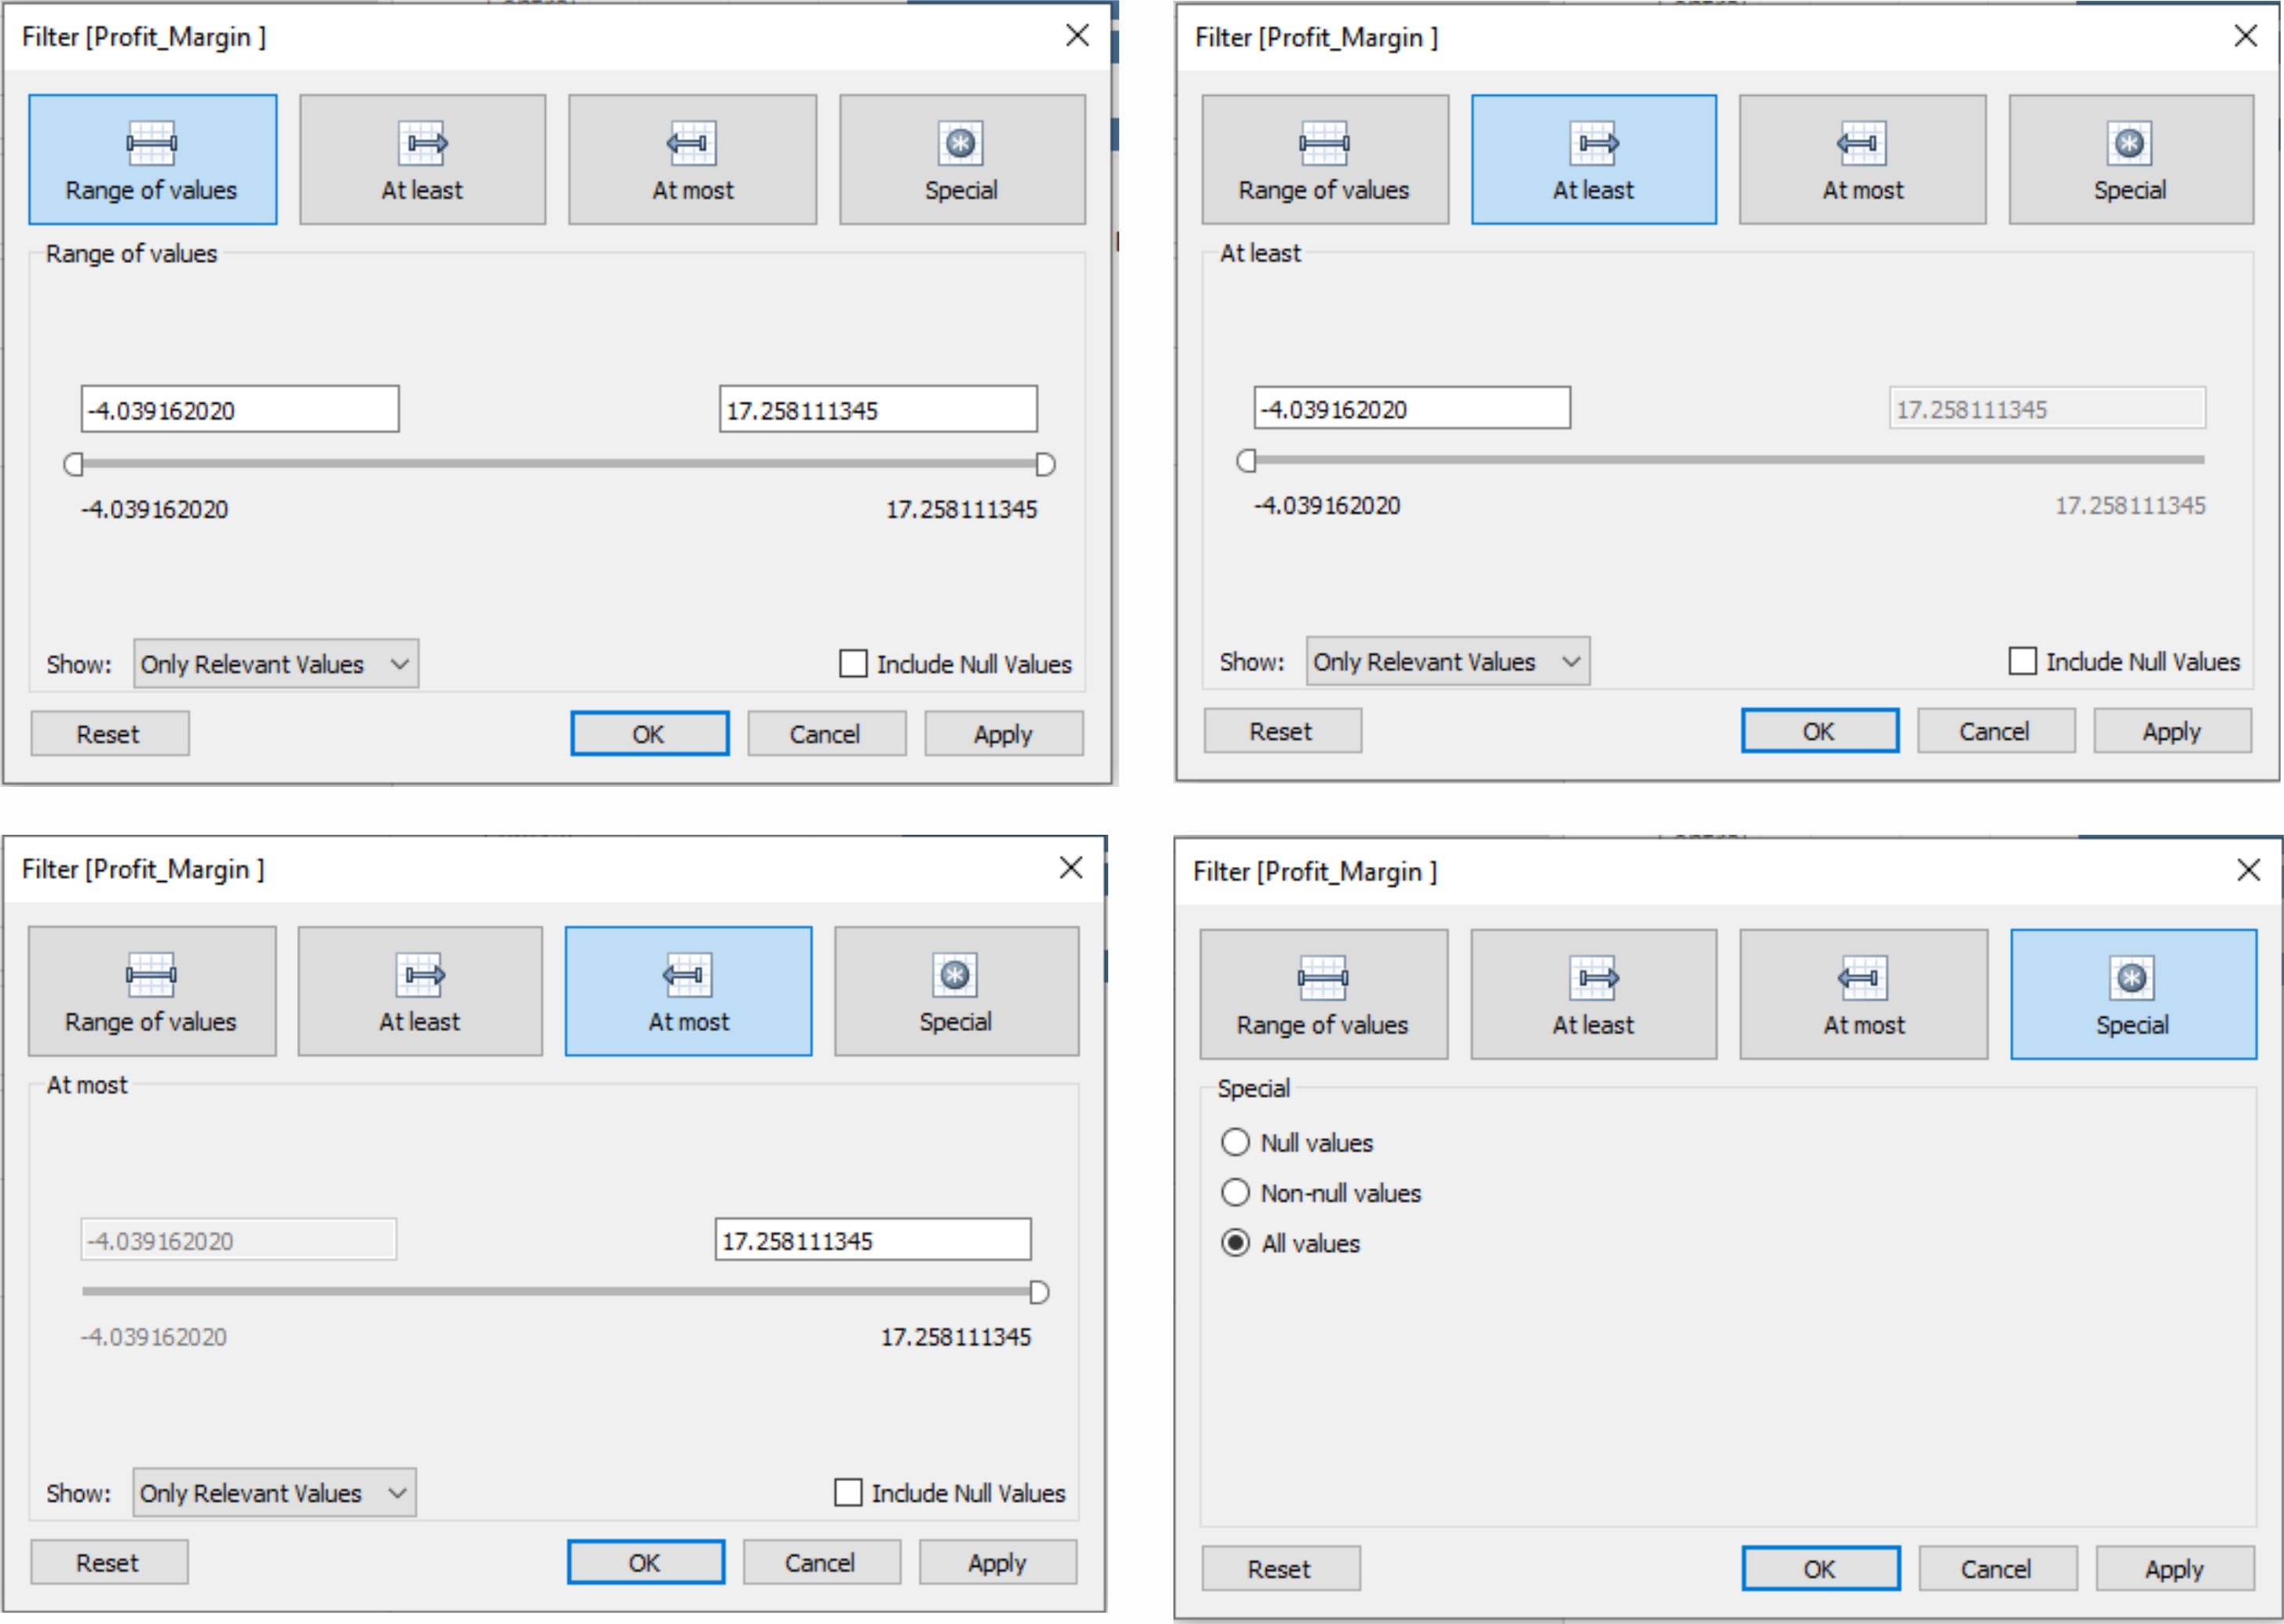 Filter [Profit_Margin ]
Range of values At least At most Special
Range of values
-4.039162020 17.258111345
-4.039162020 17.258111345
Show: Only Relevant Values Include Null Values
Reset OK Cancel Apply
Filter [Profit_Margin ]
Range of values At least At most Special
At least
-4.039162020 17.258111345
-4.039162020 17.258111345
Show: Only Relevant Values Include Null Values
Reset OK Cancel Apply
Filter [Profit_Margin ]
Range of values At least At most Special
At most
-4.039162020 17.258111345
-4.039162020 17.258111345
Show: Only Relevant Values Include Null Values
Reset OK Cancel Apply
Filter [Profit_Margin ]
Range of values At least At most Special
Special
Null values
Non-null values
All values
Reset OK Cancel Apply